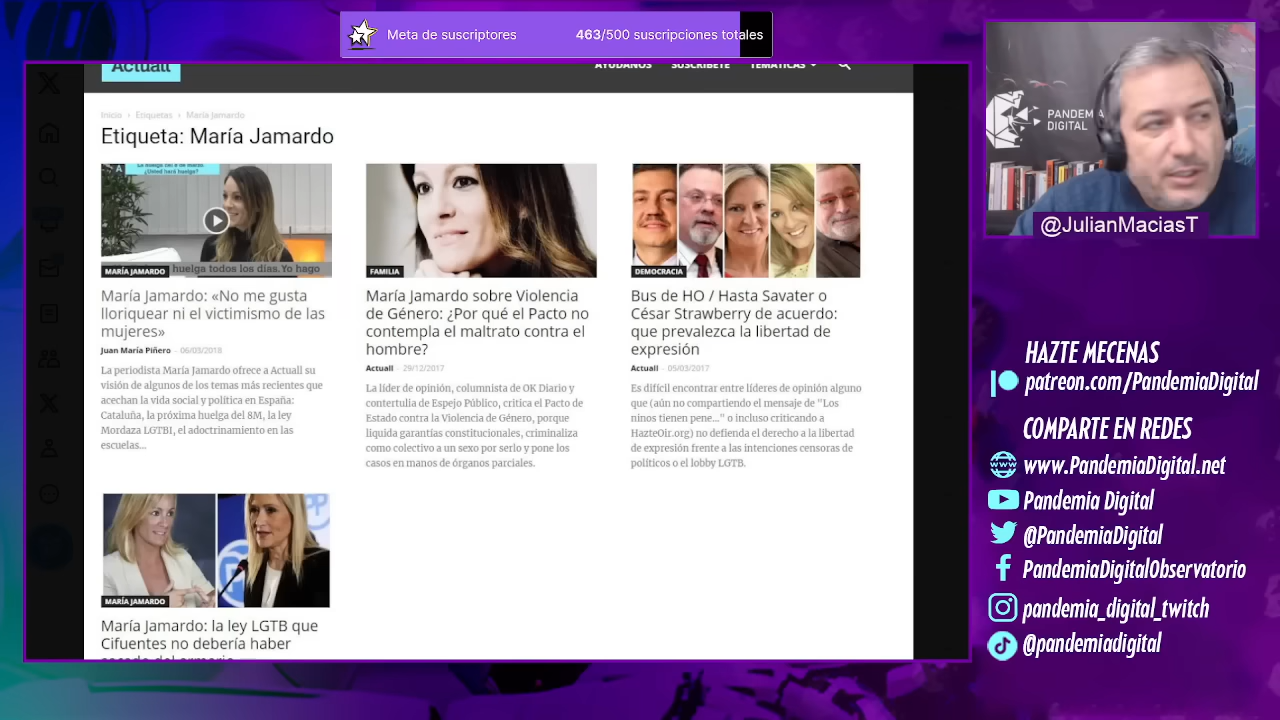 Meta de suscriptores
463/500 suscripciones totales
Actuall
AYÚDANOS
SUSCRÍBETE
TEMÁTICAS
Inicio › Etiquetas › María Jamardo
Etiqueta: María Jamardo
¿Usted hará huelga?
huelga todos los días.Yo hago
MARÍA JAMARDO
María Jamardo: «No me gusta
lloriquear ni el victimismo de las
mujeres»
Juan María Piñero - 06/03/2018
La periodista María Jamardo ofrece a Actuall su
visión de algunos de los temas más recientes que
acechan la vida social y política en España:
Cataluña, la próxima huelga del 8M, la ley
Mordaza LGTBI, el adoctrinamiento en las
escuelas...
FAMILIA
María Jamardo sobre Violencia
de Género: ¿Por qué el Pacto no
contempla el maltrato contra el
hombre?
Actuall - 29/12/2017
La líder de opinión, columnista de OK Diario y
contertulia de Espejo Público, critica el Pacto de
Estado contra la Violencia de Género, porque
liquida garantías constitucionales, criminaliza
como colectivo a un sexo por serlo y pone los
casos en manos de órganos parciales.
DEMOCRACIA
Bus de HO / Hasta Savater o
César Strawberry de acuerdo:
que prevalezca la libertad de
expresión
Actuall - 05/03/2017
Es difícil encontrar entre líderes de opinión alguno
que (aún no compartiendo el mensaje de "Los
niños tienen pene..." o incluso criticando a
HazteOir.org) no defienda el derecho a la libertad
de expresión frente a las intenciones censoras de
políticos o el lobby LGTB.
MARÍA JAMARDO
María Jamardo: la ley LGTB que
Cifuentes no debería haber
PANDEMIA
DIGITAL
@JulianMaciasT
HAZTE MECENAS
patreon.com/PandemiaDigital
COMPARTE EN REDES
www.PandemiaDigital.net
Pandemia Digital
@PandemiaDigital
PandemiaDigitalObservatorio
pandemia_digital_twitch
@pandemiadigital